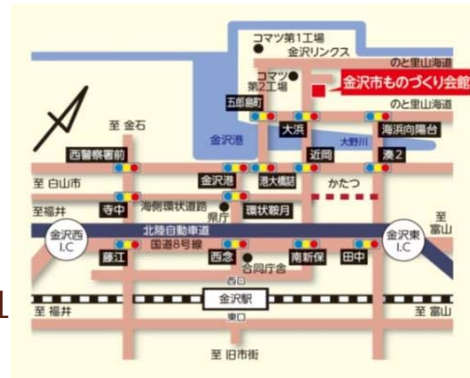 コマツ第1工場
金沢リンクス
のと里山海道
コマツ
第2工場
金沢市ものづくり会館
五郎島町
のと里山海道
大浜
海浜向陽台
至 金石
金沢港
大野川
西警察署前
金沢港
港大橋詰
近岡
湊2
至 白山市
かたつ
寺中
海側環状道路
県庁
環状鞍月
至福井
至
富山
金沢西
I.C
北陸自動車道
金沢東
I.C
国道8号線
藤江
西念
合同庁舎
南新保
田中
西口
金沢駅
東口
至 福井
至 富山
至 旧市街
1